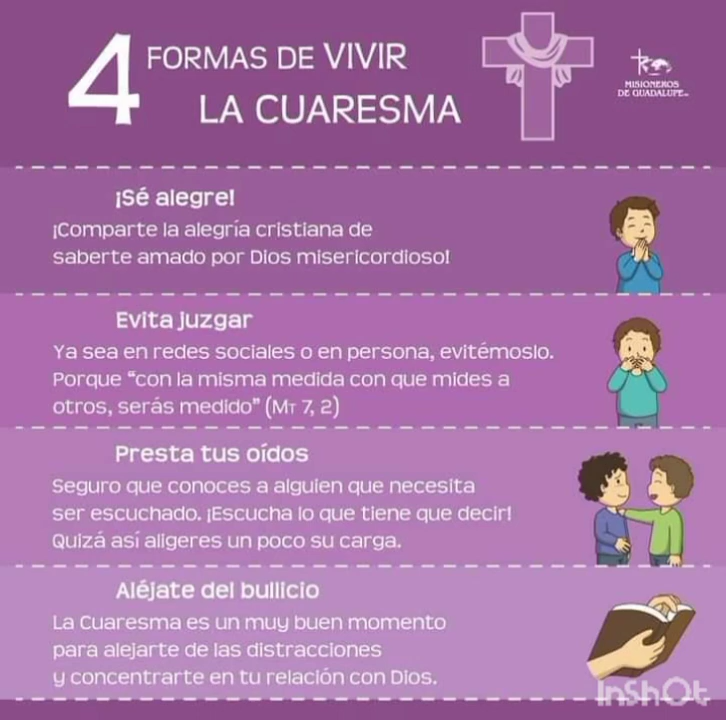 4 FORMAS DE VIVIR
LA CUARESMA
MISIONEROS
DE GUADALUPE
¡Sé alegre!
¡Comparte la alegría cristiana de
saberte amado por Dios misericordioso!
Evita juzgar
Ya sea en redes sociales o en persona, evitémoslo.
Porque “con la misma medida con que mides a
otros, serás medido” (MT 7, 2)
Presta tus oídos
Seguro que conoces a alguien que necesita
ser escuchado. ¡Escucha lo que tiene que decir!
Quizá así aligeres un poco su carga.
Aléjate del bullicio
La Cuaresma es un muy buen momento
para alejarte de las distracciones
y concentrarte en tu relación con Dios.
InShOt